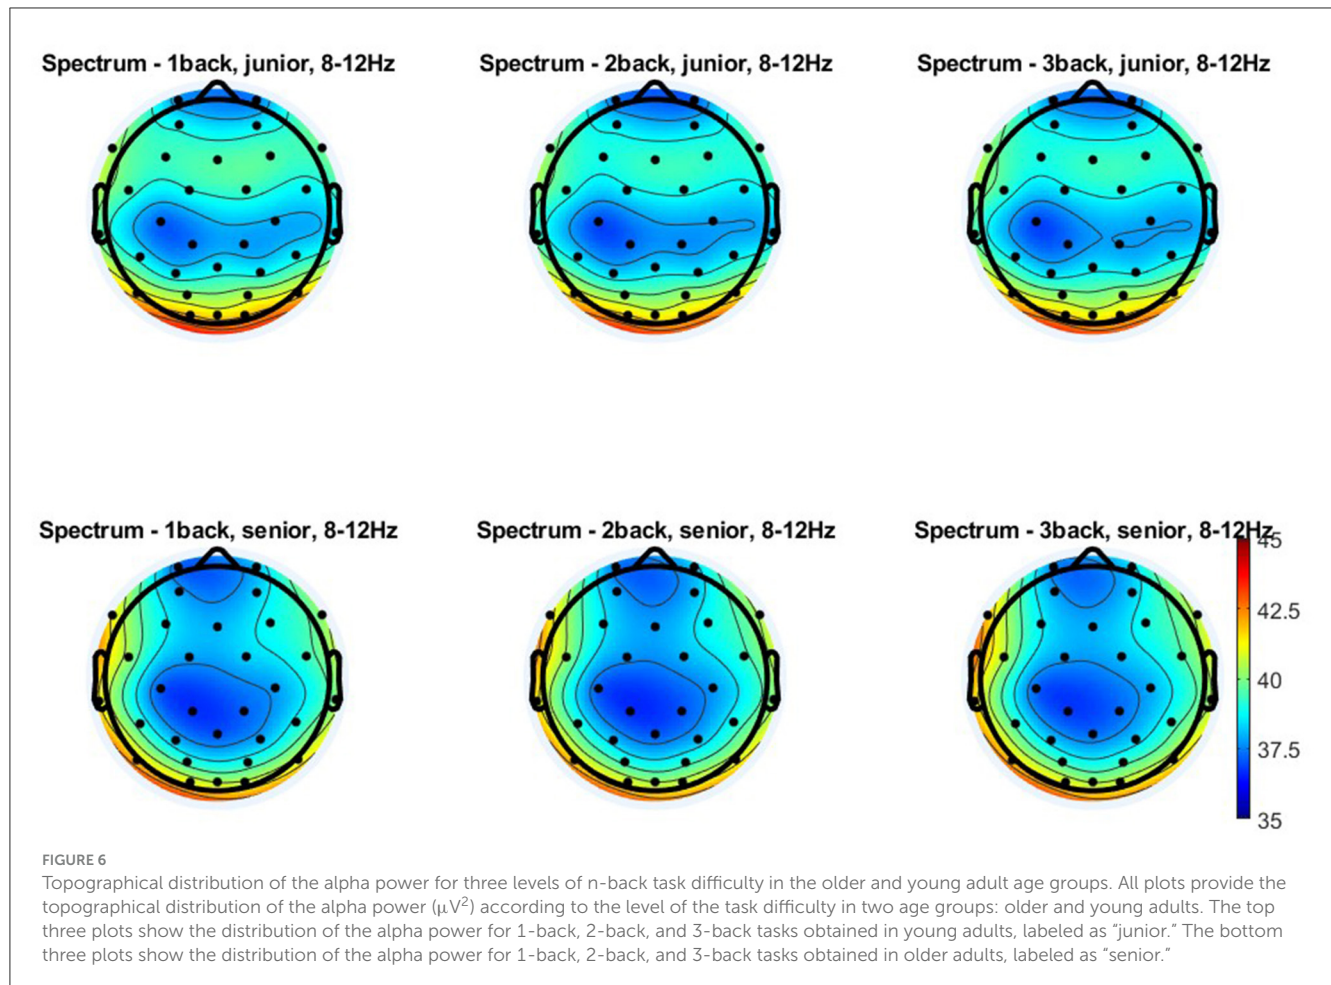 Spectrum - 1back, junior, 8-12Hz
Spectrum - 2back, junior, 8-12Hz
Spectrum - 3back, junior, 8-12Hz
Spectrum - 1back, senior, 8-12Hz
Spectrum - 2back, senior, 8-12Hz
Spectrum - 3back, senior, 8-12Hz
45
42.5
40
37.5
35
FIGURE 6
Topographical distribution of the alpha power for three levels of n-back task difficulty in the older and young adult age groups. All plots provide the
topographical distribution of the alpha power (μV²) according to the level of the task difficulty in two age groups: older and young adults. The top
three plots show the distribution of the alpha power for 1-back, 2-back, and 3-back tasks obtained in young adults, labeled as “junior.” The bottom
three plots show the distribution of the alpha power for 1-back, 2-back, and 3-back tasks obtained in older adults, labeled as “senior.”